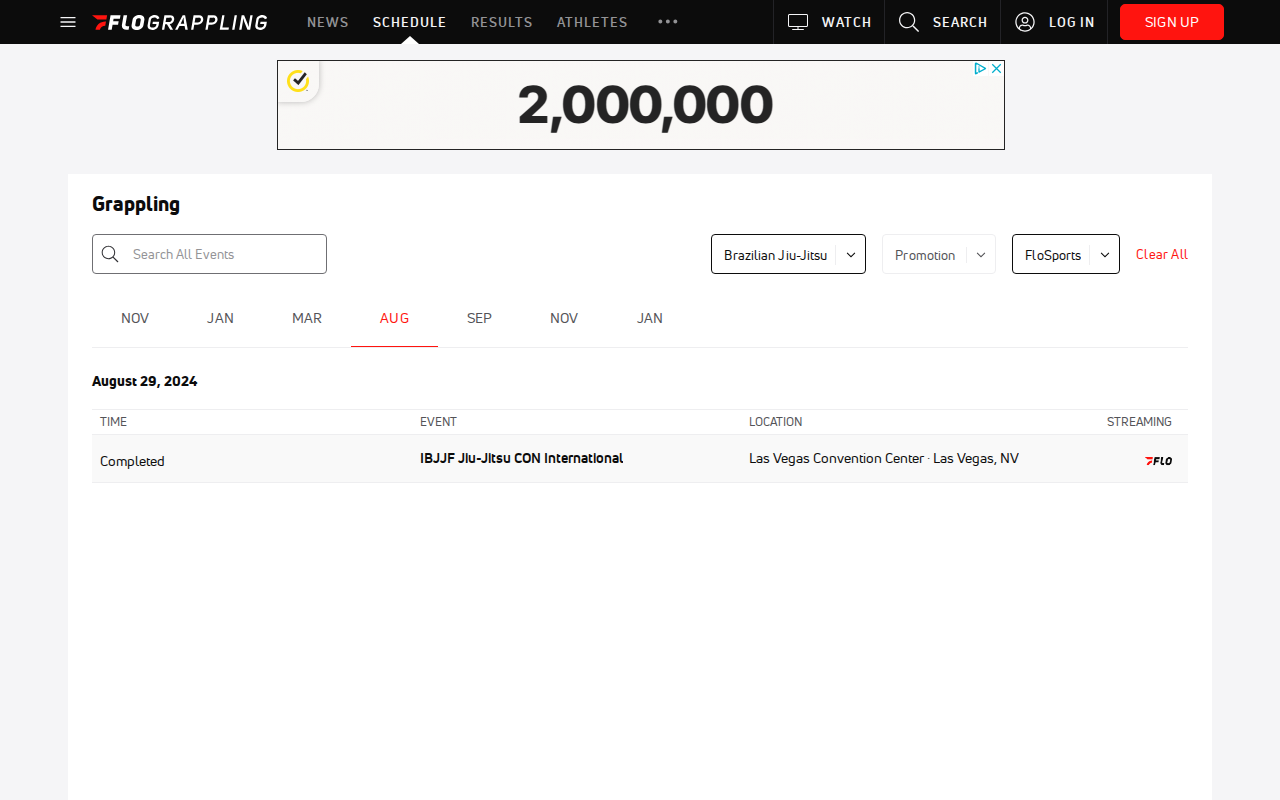 FLOGRAPPLING NEWS SCHEDULE RESULTS ATHLETES WATCH SEARCH LOG IN SIGN UP
2,000,000
Grappling
Search All Events Brazilian Jiu-Jitsu Promotion FloSports Clear All
NOV JAN MAR AUG SEP NOV JAN
August 29, 2024
TIME EVENT LOCATION STREAMING
Completed IBJJF Jiu-Jitsu CON International Las Vegas Convention Center · Las Vegas, NV FLO